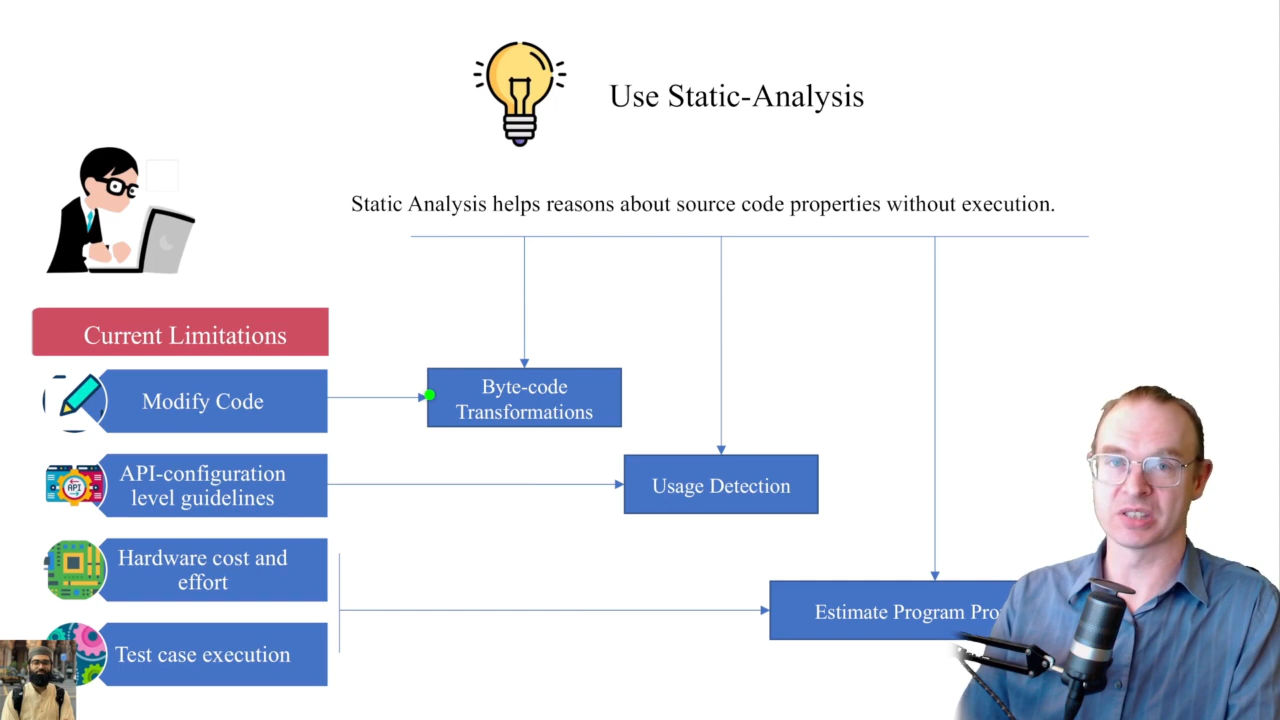 Use Static-Analysis
Static Analysis helps reasons about source code properties without execution.
Current Limitations
Modify Code
Byte-code
Transformations
API-configuration
level guidelines
API
Usage Detection
Hardware cost and
effort
Estimate Program
Test case execution